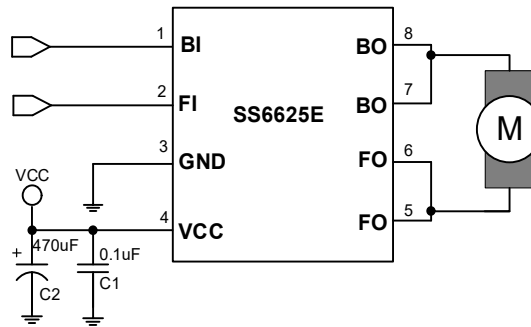 1 BI BO 8
2 FI BO 7
SS6625E
3 GND FO 6
4 VCC FO 5
M
VCC
+ 470uF
C2
0.1uF
C1